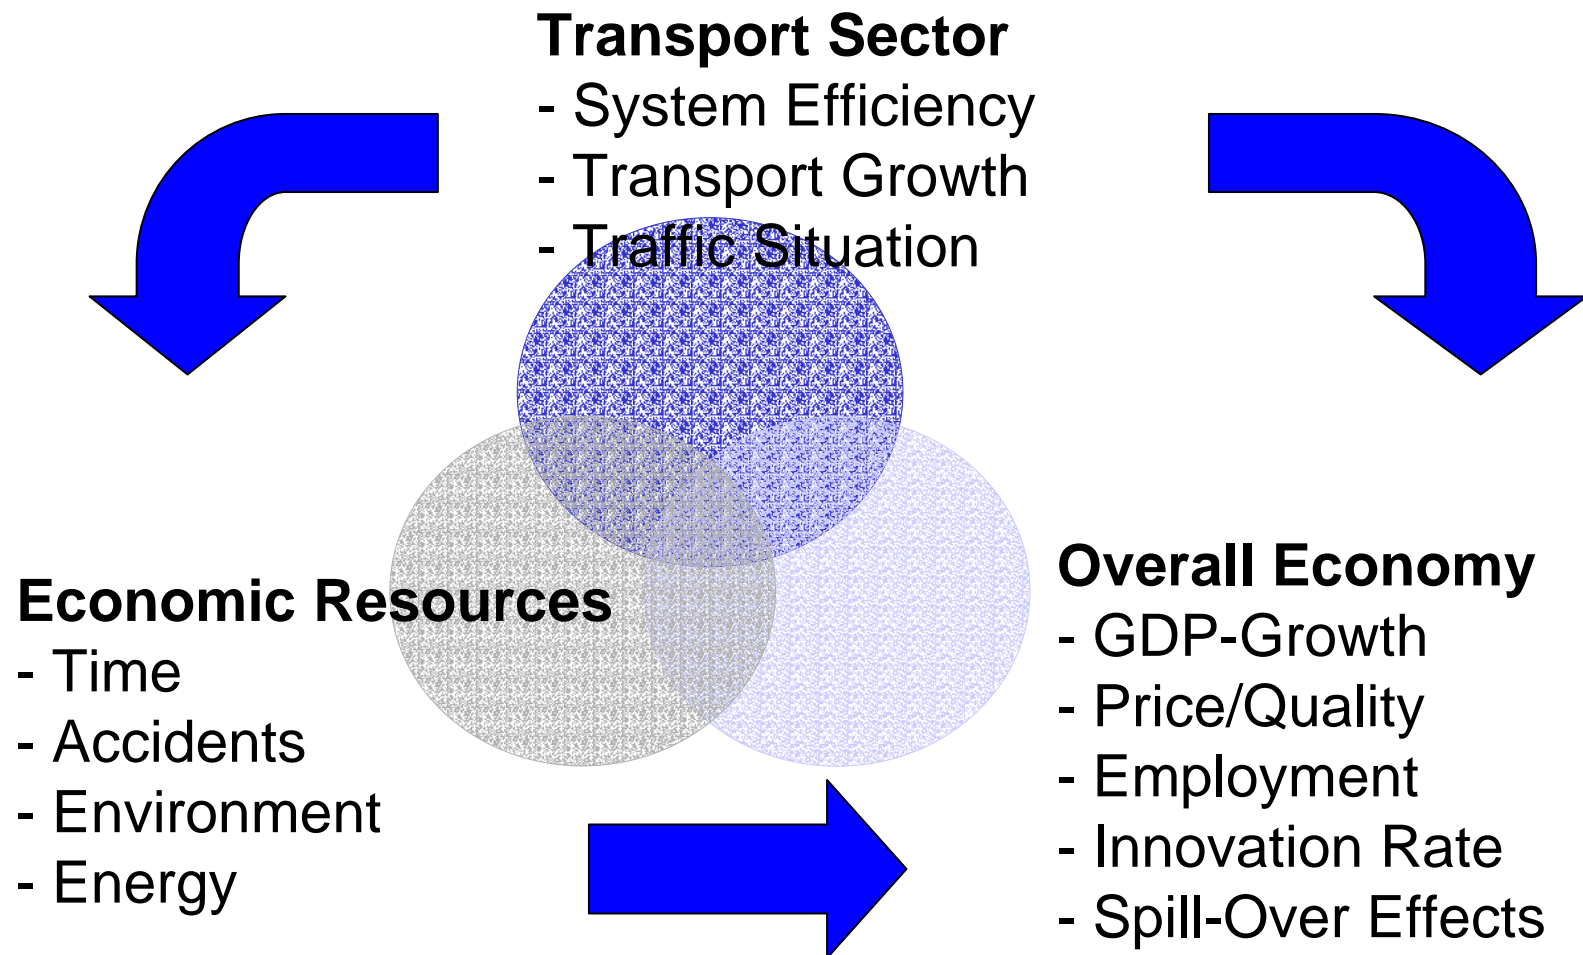 Transport Sector
- System Efficiency
- Transport Growth
- Traffic Situation
Economic Resources
- Time
- Accidents
- Environment
- Energy
Overall Economy
- GDP-Growth
- Price/Quality
- Employment
- Innovation Rate
- Spill-Over Effects